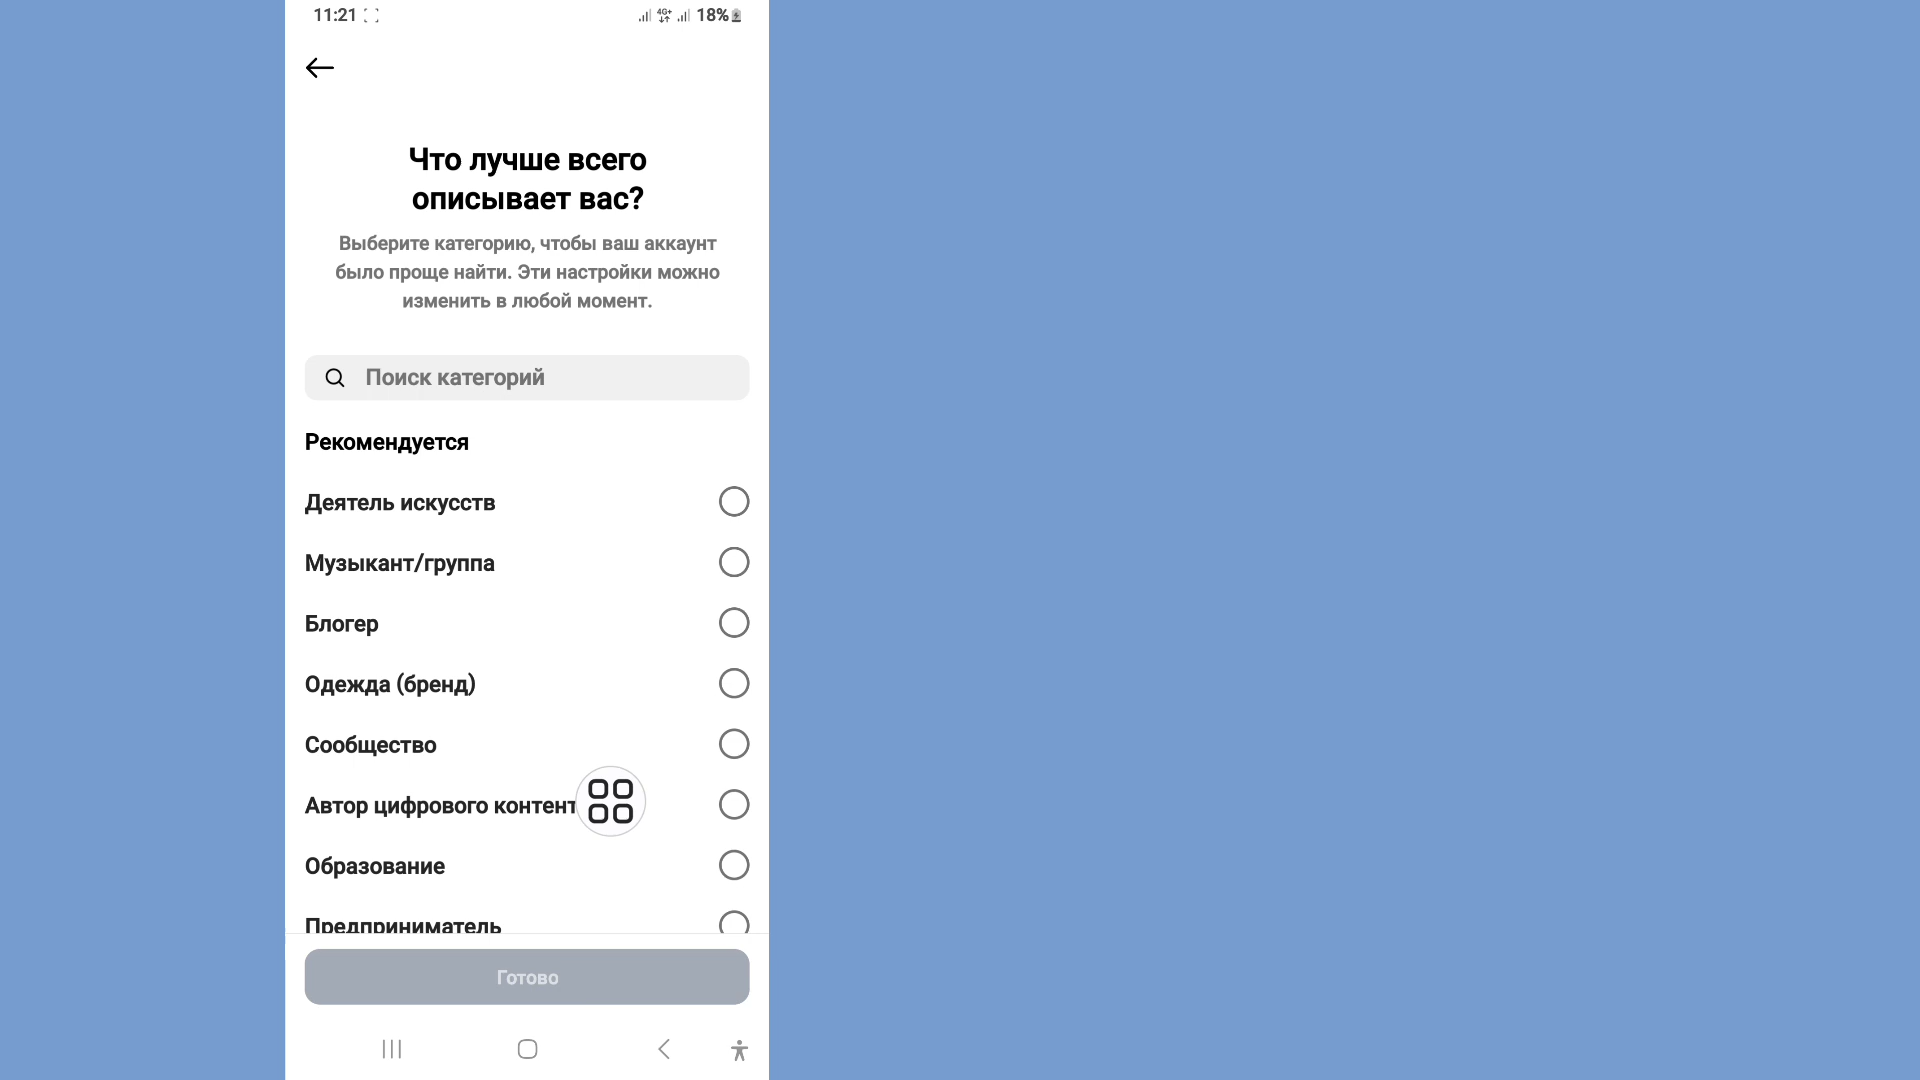 11:21
4G+
18%
Что лучше всего
описывает вас?
Выберите категорию, чтобы ваш аккаунт
было проще найти. Эти настройки можно
изменить в любой момент.
Поиск категорий
Рекомендуется
Деятель искусств
Музыкант/группа
Блогер
Одежда (бренд)
Сообщество
Автор цифрового контент
Образование
Предприниматель
Готово